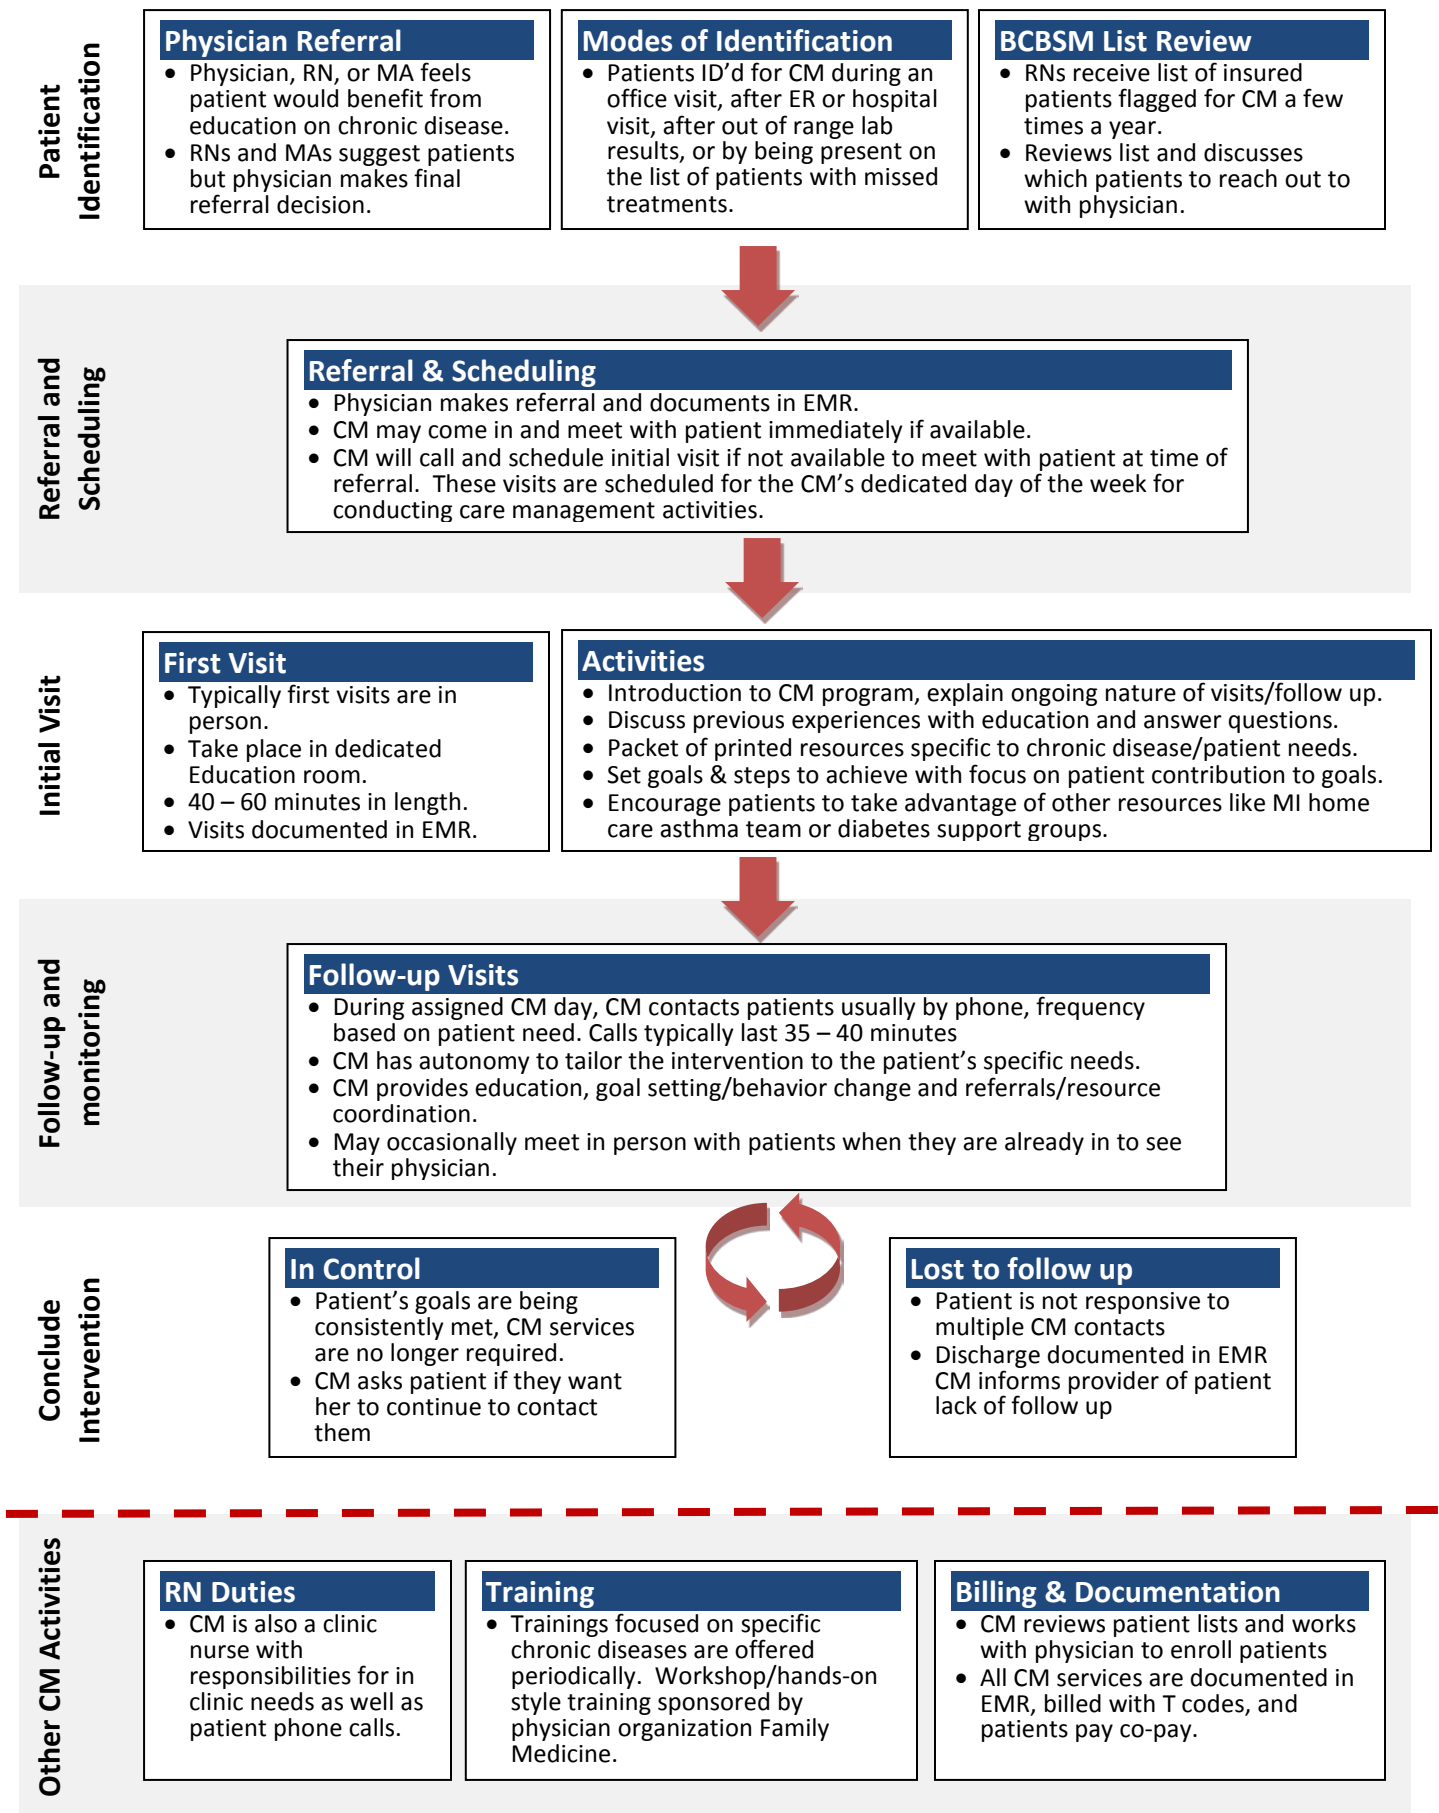 Patient
Identification
Physician Referral
• Physician, RN, or MA feels
patient would benefit from
education on chronic disease.
• RNs and MAs suggest patients
but physician makes final
referral decision.
Modes of Identification
• Patients ID’d for CM during an
office visit, after ER or hospital
visit, after out of range lab
results, or by being present on
the list of patients with missed
treatments.
BCBSM List Review
• RNs receive list of insured
patients flagged for CM a few
times a year.
• Reviews list and discusses
which patients to reach out to
with physician.
Referral and
Scheduling
Referral & Scheduling
• Physician makes referral and documents in EMR.
• CM may come in and meet with patient immediately if available.
• CM will call and schedule initial visit if not available to meet with patient at time of
referral.  These visits are scheduled for the CM’s dedicated day of the week for
conducting care management activities.
Initial Visit
First Visit
• Typically first visits are in
person.
• Take place in dedicated
Education room.
• 40 – 60 minutes in length.
• Visits documented in EMR.
Activities
• Introduction to CM program, explain ongoing nature of visits/follow up.
• Discuss previous experiences with education and answer questions.
• Packet of printed resources specific to chronic disease/patient needs.
• Set goals & steps to achieve with focus on patient contribution to goals.
• Encourage patients to take advantage of other resources like MI home
care asthma team or diabetes support groups.
Follow-up and
monitoring
Follow-up Visits
• During assigned CM day, CM contacts patients usually by phone, frequency
based on patient need. Calls typically last 35 – 40 minutes
• CM has autonomy to tailor the intervention to the patient’s specific needs.
• CM provides education, goal setting/behavior change and referrals/resource
coordination.
• May occasionally meet in person with patients when they are already in to see
their physician.
Conclude
Intervention
In Control
• Patient’s goals are being
consistently met, CM services
are no longer required.
• CM asks patient if they want
her to continue to contact
them
Lost to follow up
• Patient is not responsive to
multiple CM contacts
• Discharge documented in EMR
CM informs provider of patient
lack of follow up
Other CM Activities
RN Duties
• CM is also a clinic
nurse with
responsibilities for in
clinic needs as well as
patient phone calls.
Training
• Trainings focused on specific
chronic diseases are offered
periodically.  Workshop/hands-on
style training sponsored by
physician organization Family
Medicine.
Billing & Documentation
• CM reviews patient lists and works
with physician to enroll patients
• All CM services are documented in
EMR, billed with T codes, and
patients pay co-pay.